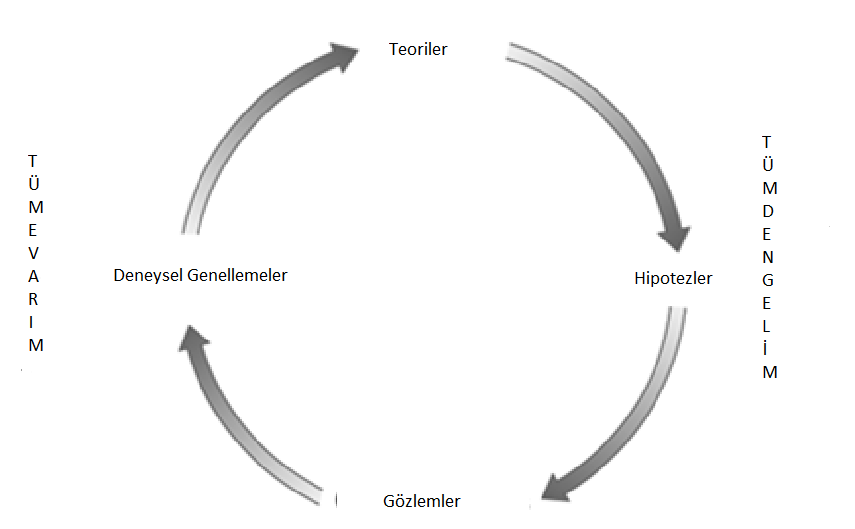 Teoriler
TÜMEVARIM
TÜMDENGELİM
Deneysel Genellemeler
Hipotezler
Gözlemler